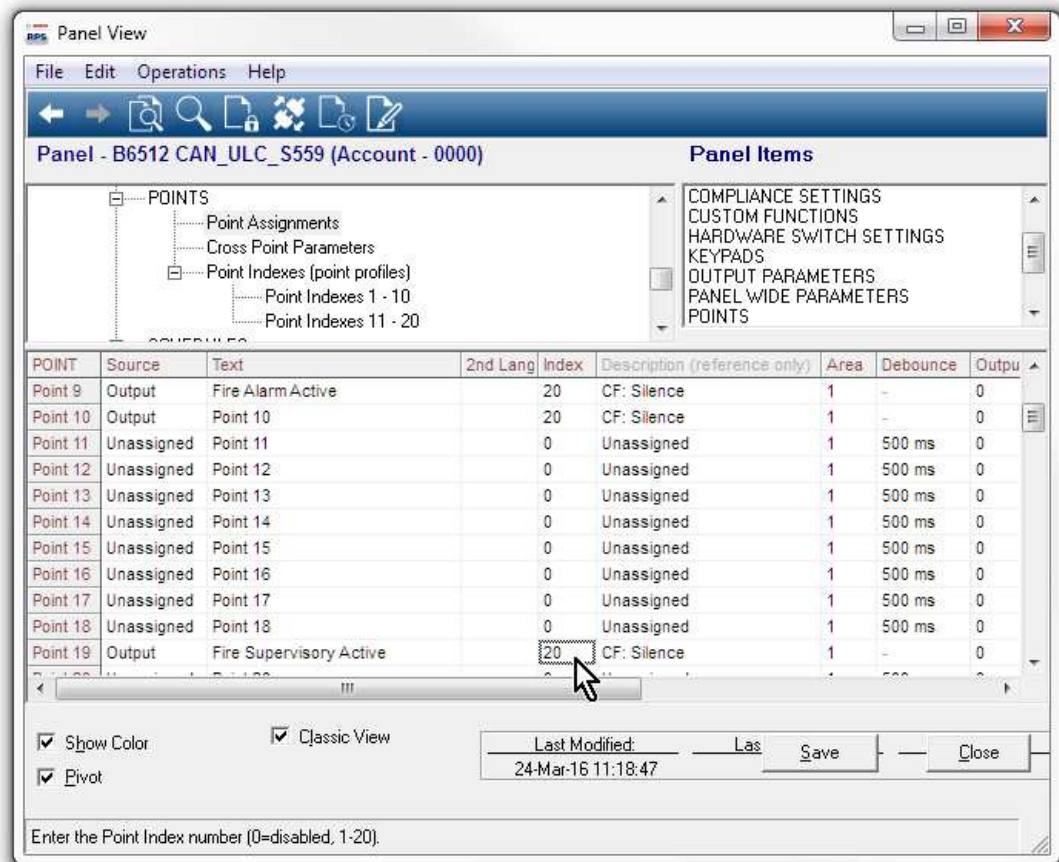 RPS Panel View
File Edit Operations Help
Panel - B6512 CAN_ULC_S559 (Account - 0000) Panel Items
POINTS
Point Assignments
Cross Point Parameters
Point Indexes (point profiles)
Point Indexes 1 - 10
Point Indexes 11 - 20
COMPLIANCE SETTINGS
CUSTOM FUNCTIONS
HARDWARE SWITCH SETTINGS
KEYPADS
OUTPUT PARAMETERS
PANEL WIDE PARAMETERS
POINTS
POINT Source Text 2nd Lang Index Description (reference only) Area Debounce Outpu
Point 9 Output Fire Alarm Active 20 CF: Silence 1 - 0
Point 10 Output Point 10 20 CF: Silence 1 - 0
Point 11 Unassigned Point 11 0 Unassigned 1 500 ms 0
Point 12 Unassigned Point 12 0 Unassigned 1 500 ms 0
Point 13 Unassigned Point 13 0 Unassigned 1 500 ms 0
Point 14 Unassigned Point 14 0 Unassigned 1 500 ms 0
Point 15 Unassigned Point 15 0 Unassigned 1 500 ms 0
Point 16 Unassigned Point 16 0 Unassigned 1 500 ms 0
Point 17 Unassigned Point 17 0 Unassigned 1 500 ms 0
Point 18 Unassigned Point 18 0 Unassigned 1 500 ms 0
Point 19 Output Fire Supervisory Active 20 CF: Silence 1 - 0
Show Color Classic View
Pivot
Last Modified: Las Save Close
24-Mar-16 11:18:47
Enter the Point Index number (0=disabled, 1-20).